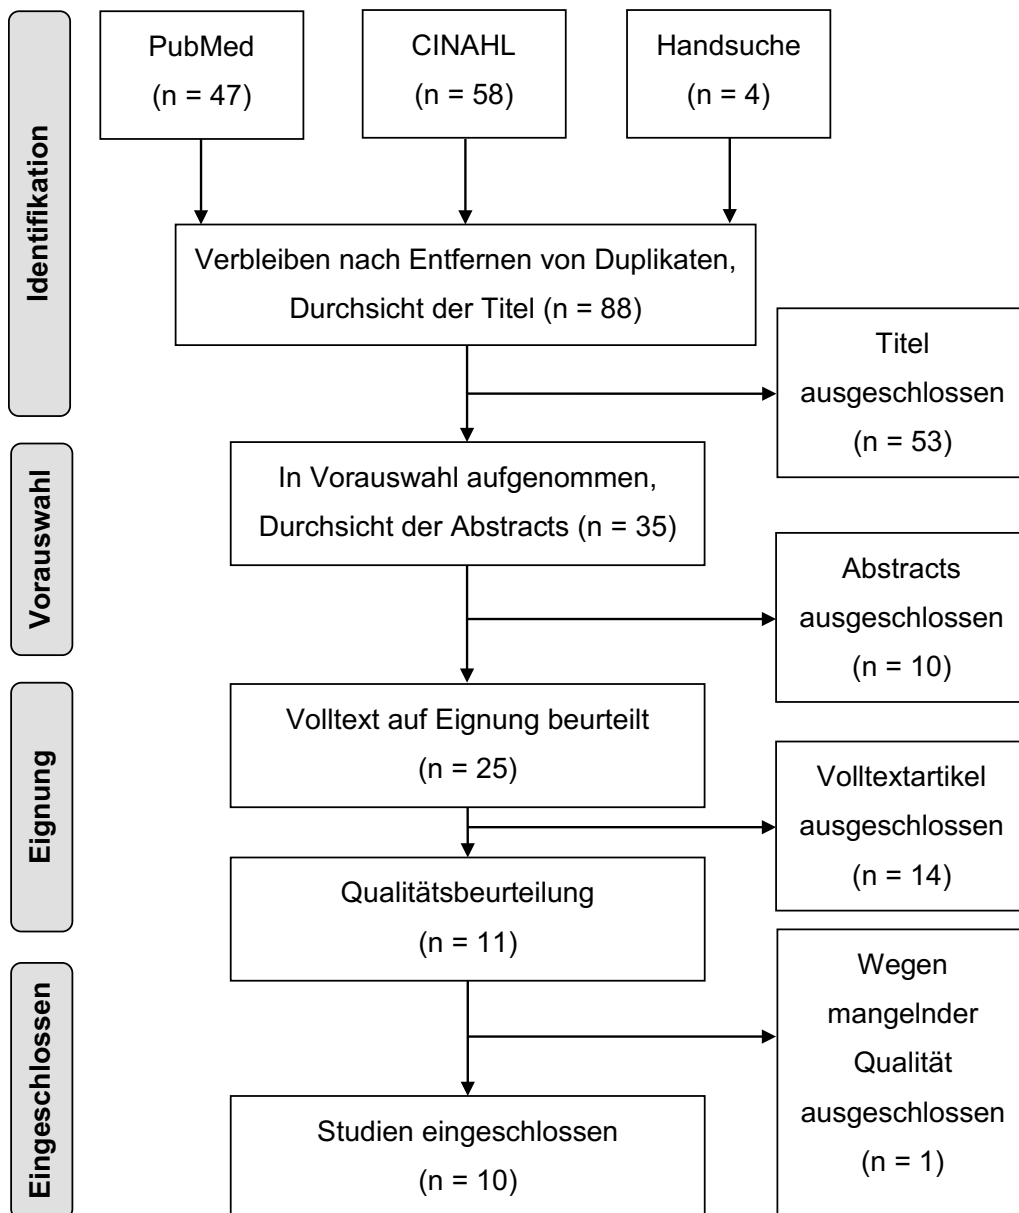 Identifikation
PubMed
(n = 47)
CINAHL
(n = 58)
Handsuche
(n = 4)
Verbleiben nach Entfernen von Duplikaten,
Durchsicht der Titel (n = 88)
Titel
ausgeschlossen
(n = 53)
Vorauswahl
In Vorauswahl aufgenommen,
Durchsicht der Abstracts (n = 35)
Abstracts
ausgeschlossen
(n = 10)
Eignung
Volltext auf Eignung beurteilt
(n = 25)
Volltextartikel
ausgeschlossen
(n = 14)
Qualitätsbeurteilung
(n = 11)
Wegen
mangelnder
Qualität
ausgeschlossen
(n = 1)
Eingeschlossen
Studien eingeschlossen
(n = 10)